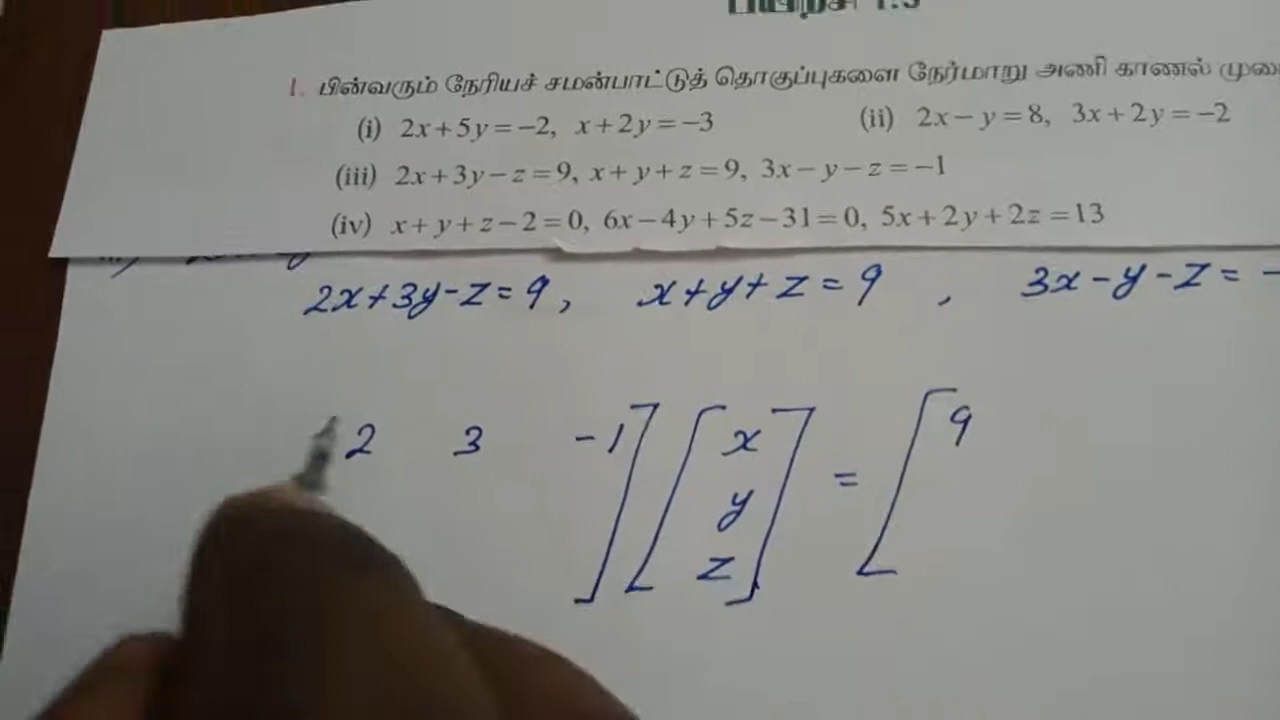 1. பின்வரும் நேரியச் சமன்பாட்டுத் தொகுப்புகளை நேர்மாறு அணி காணல்
(i) 2x+5y=−2, x+2y=−3 (ii) 2x−y=8, 3x+2y=−2
(iii) 2x+3y−z=9, x+y+z=9, 3x−y−z=−1
(iv) x+y+z−2=0, 6x−4y+5z−31=0, 5x+2y+2z=13
2x+3y-z=9, x+y+z=9, 3x-y-z=-
2 3 -1] [x] = [9
y
z